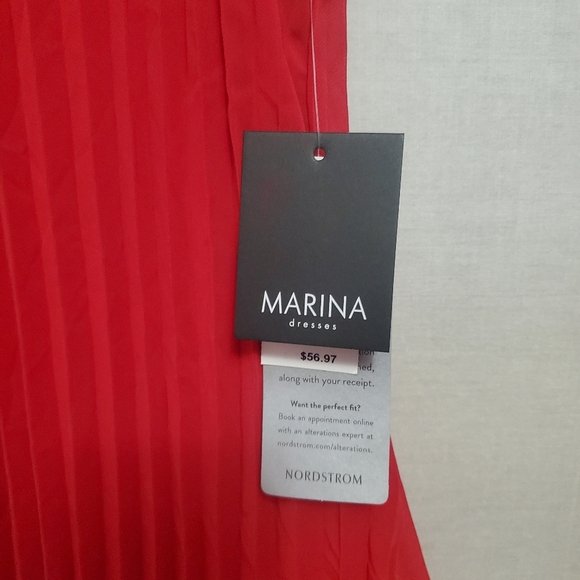 MARINA
dresses
$56.97
along with your receipt.
Want the perfect fit?
Book an appointment online
with an alterations expert at
nordstrom.com/alterations.
NORDSTROM